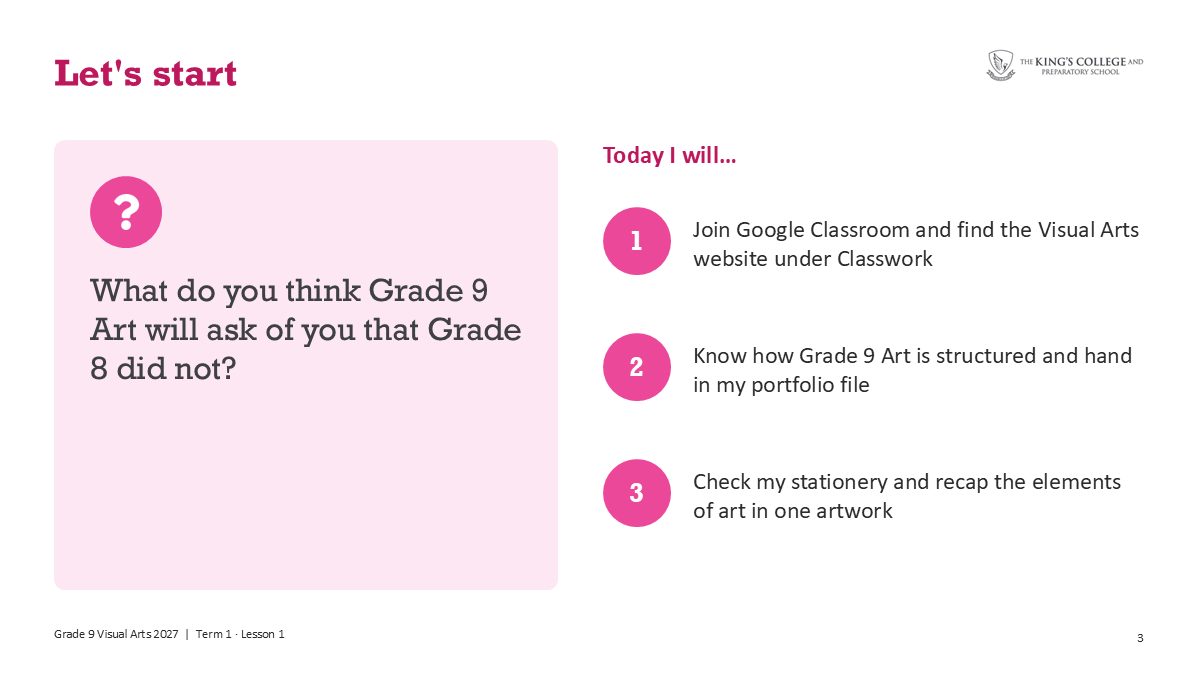 Let's start
THE KING'S COLLEGE AND
PREPARATORY SCHOOL
?
What do you think Grade 9
Art will ask of you that Grade
8 did not?
Today I will...
1
Join Google Classroom and find the Visual Arts
website under Classwork
2
Know how Grade 9 Art is structured and hand
in my portfolio file
3
Check my stationery and recap the elements
of art in one artwork
Grade 9 Visual Arts 2027 | Term 1 · Lesson 1
3